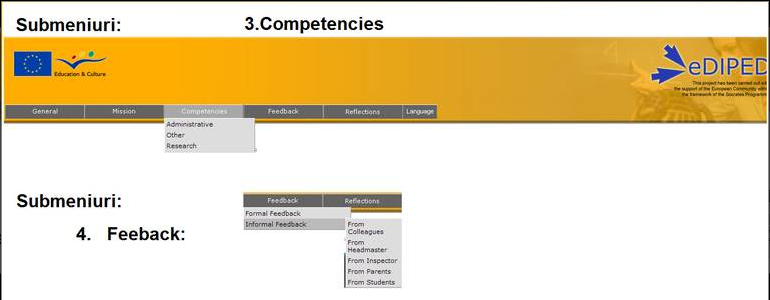 Submeniuri: 3.Competencies
Education & Culture
eDIPED
This project has been carried out wit
the support of the European Community withi
the framework of the Socrates Programm
General Mission Competencies Feedback Reflections Language
Administrative
Other
Research
Submeniuri:
4. Feeback:
Feedback Reflections
Formal Feedback
Informal Feedback
From
Colleagues
From
Headmaster
From Inspector
From Parents
From Students